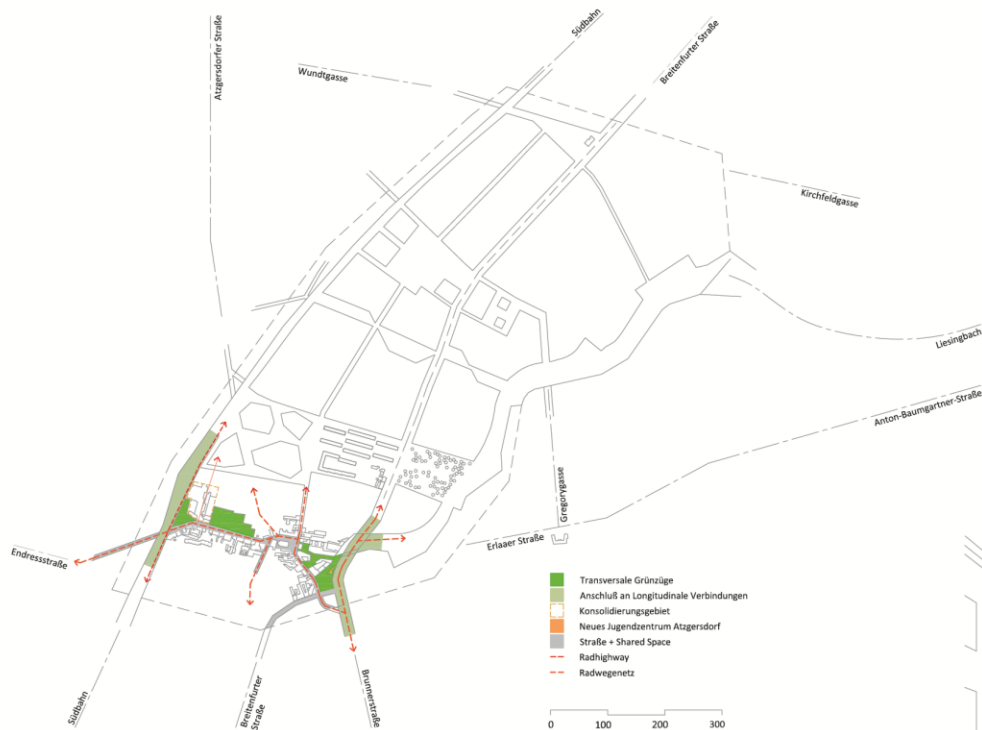 Südbahn
Breitenfurter Straße
Atzgersdorfer Straße
Wundtgasse
Kirchfeldgasse
Liesingbach
Anton-Baumgartner-Straße
Gregorygasse
Erlaaer Straße
Endressstraße
Südbahn
Breitenfurter
Straße
Brunnerstraße
Transversale Grünzüge
Anschluß an Longitudinale Verbindungen
Konsolidierungsgebiet
Neues Jugendzentrum Atzgersdorf
Straße + Shared Space
Radhighway
Radwegenetz
0 100 200 300